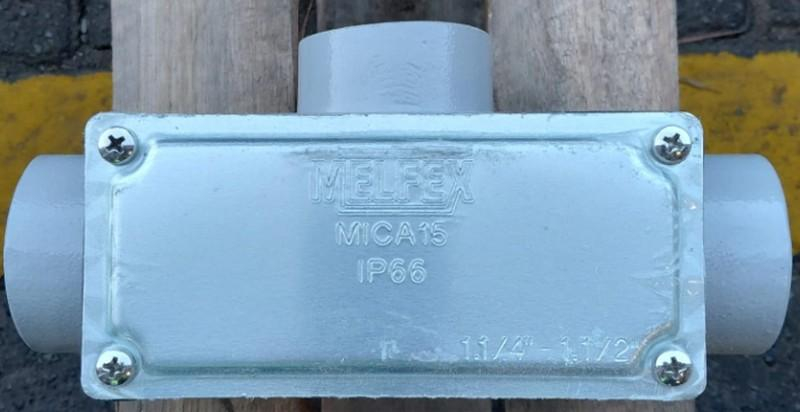 MELFEX
MICA15
IP66
1.1/4" - 1.1/2"